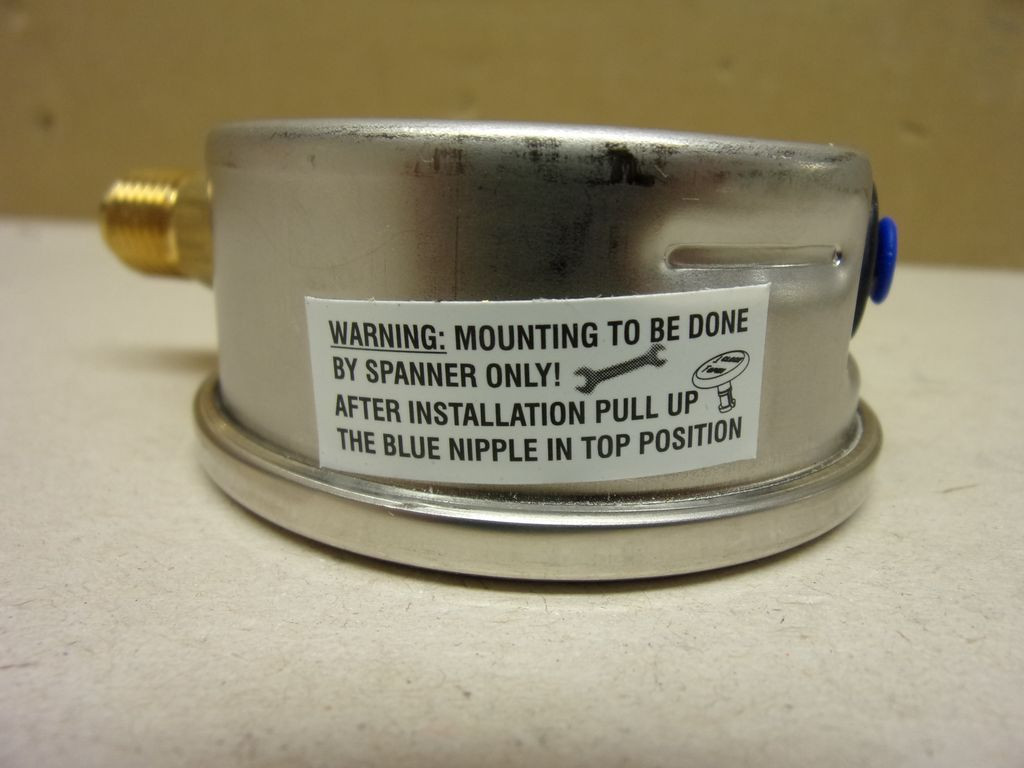 WARNING: MOUNTING TO BE DONE
BY SPANNER ONLY!
AFTER INSTALLATION PULL UP
THE BLUE NIPPLE IN TOP POSITION